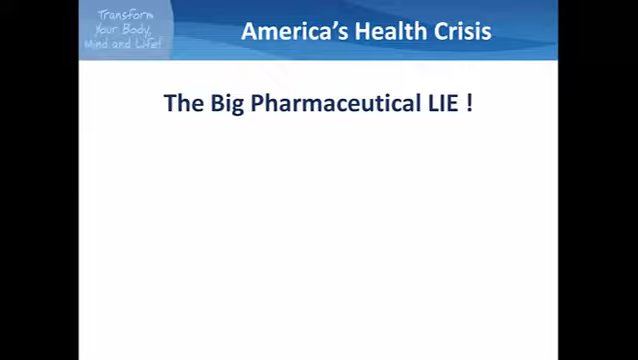 Transform
Your Body,
Mind and Life!
America's Health Crisis
The Big Pharmaceutical LIE !